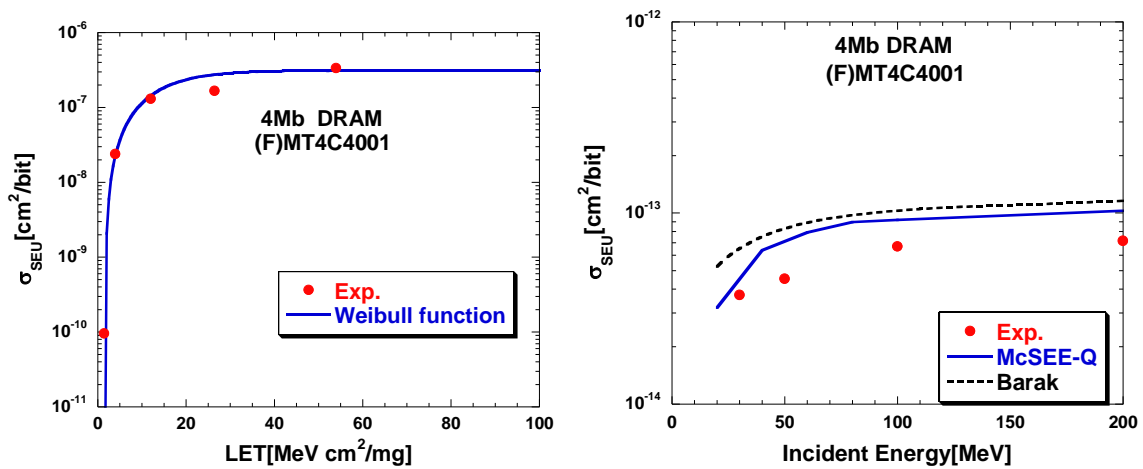 10⁻⁶
10⁻⁷
10⁻⁸
10⁻⁹
10⁻¹⁰
10⁻¹¹
σSEU[cm²/bit]
4Mb DRAM
(F)MT4C4001
Exp.
Weibull function
0 20 40 60 80 100
LET[MeV cm²/mg]
10⁻¹²
10⁻¹³
10⁻¹⁴
σSEU[cm²/bit]
4Mb DRAM
(F)MT4C4001
Exp.
McSEE-Q
Barak
0 50 100 150 200
Incident Energy[MeV]